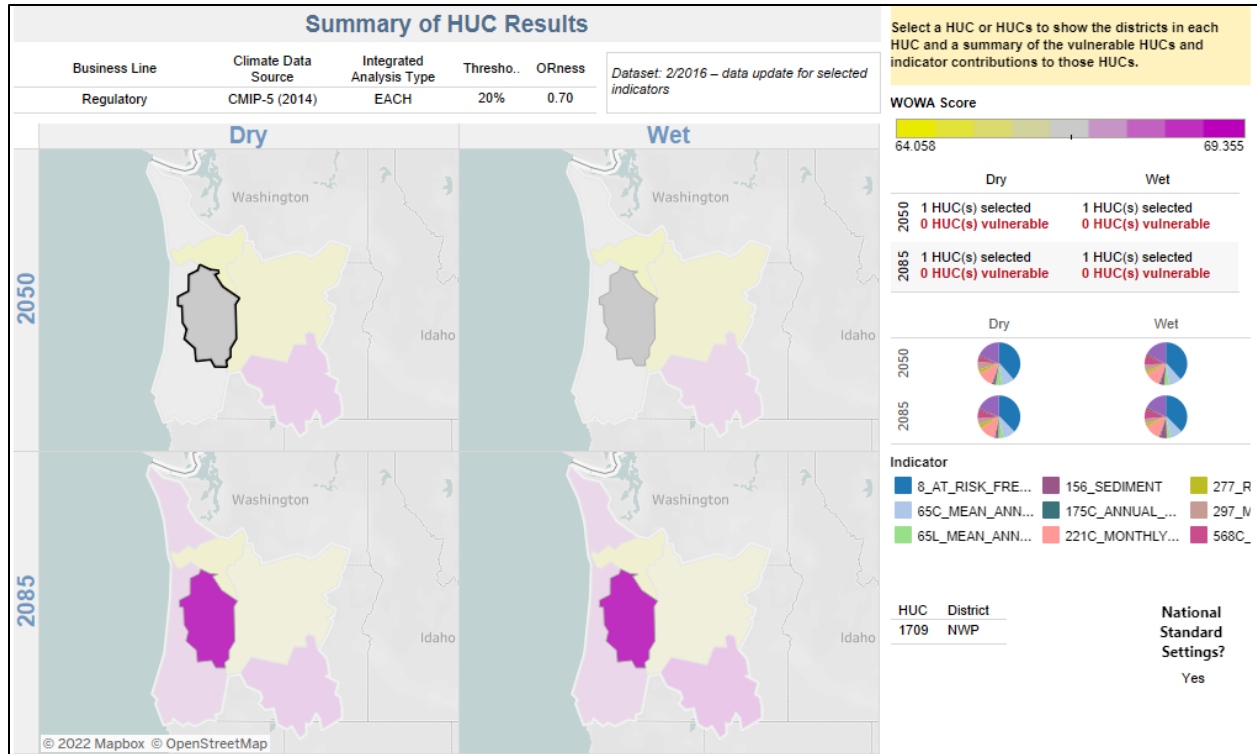 Summary of HUC Results
Business Line
Climate Data
Source
Integrated
Analysis Type
Thresho..
ORness
Regulatory
CMIP-5 (2014)
EACH
20%
0.70
Dataset: 2/2016 – data update for selected
indicators
Dry
Wet
2050
Washington
Idaho
Washington
Idaho
2085
Washington
Idaho
Washington
Idaho
© 2022 Mapbox © OpenStreetMap
Select a HUC or HUCs to show the districts in each
HUC and a summary of the vulnerable HUCs and
indicator contributions to those HUCs.
WOWA Score
64.058
69.355
Dry
Wet
2050
1 HUC(s) selected
0 HUC(s) vulnerable
1 HUC(s) selected
0 HUC(s) vulnerable
2085
1 HUC(s) selected
0 HUC(s) vulnerable
1 HUC(s) selected
0 HUC(s) vulnerable
Dry
Wet
2050
2085
Indicator
8_AT_RISK_FRE...
156_SEDIMENT
277_R
65C_MEAN_ANN...
175C_ANNUAL_...
297_M
65L_MEAN_ANN...
221C_MONTHLY...
568C_
HUC
District
1709
NWP
National
Standard
Settings?
Yes